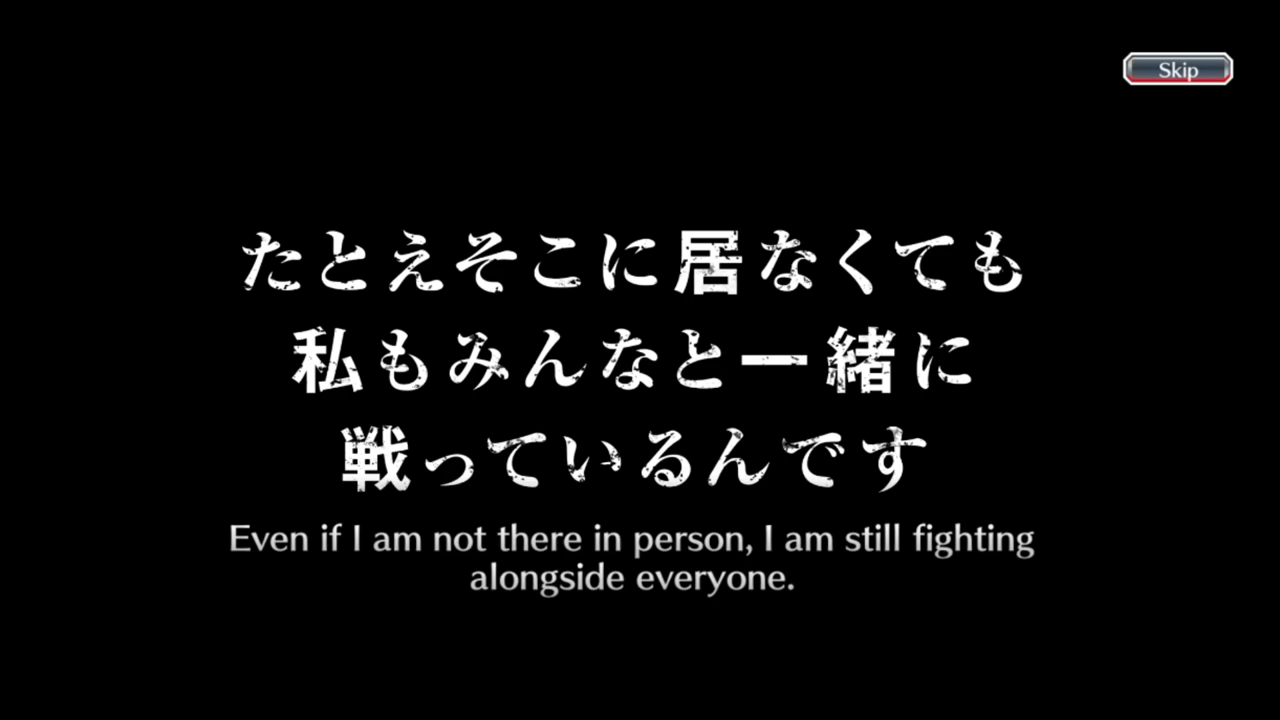 Skip
たとえそこに居なくても
私もみんなと一緒に
戦っているんです
Even if I am not there in person, I am still fighting
alongside everyone.